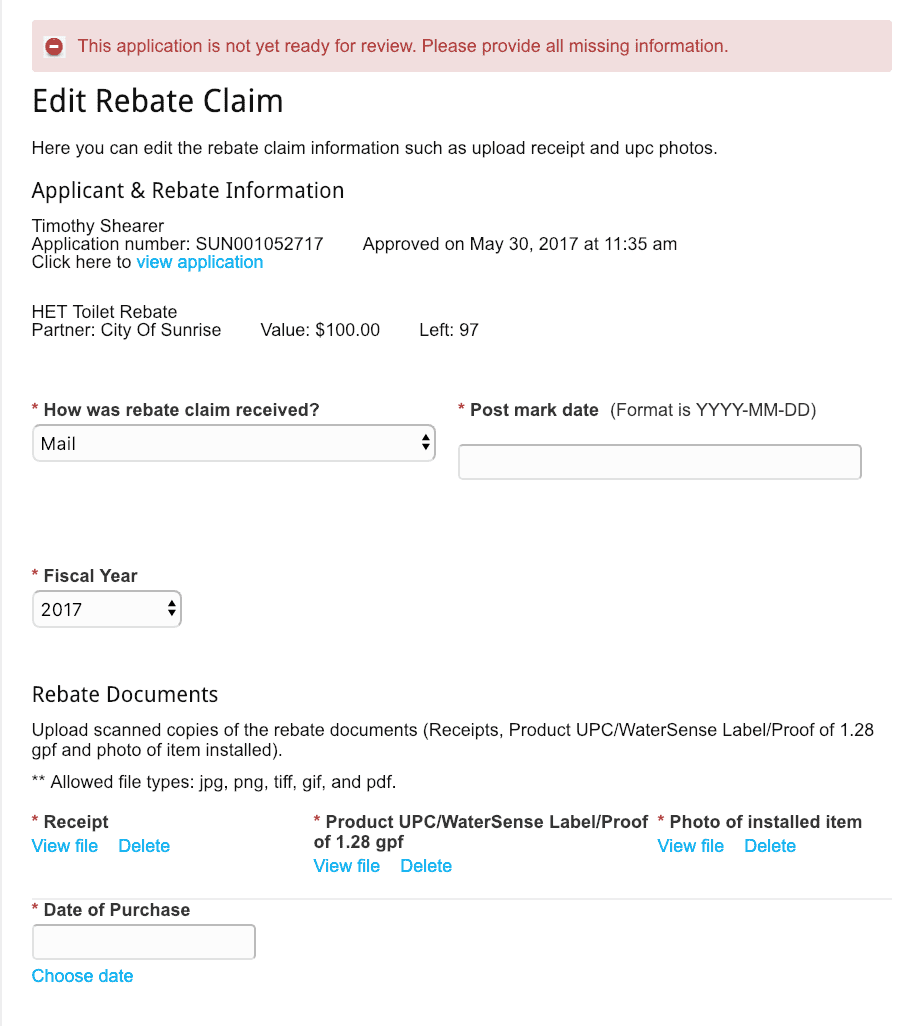 This application is not yet ready for review. Please provide all missing information.
Edit Rebate Claim
Here you can edit the rebate claim information such as upload receipt and upc photos.
Applicant & Rebate Information
Timothy Shearer
Application number: SUN001052717 Approved on May 30, 2017 at 11:35 am
Click here to view application
HET Toilet Rebate
Partner: City Of Sunrise Value: $100.00 Left: 97
* How was rebate claim received? * Post mark date (Format is YYYY-MM-DD)
Mail
* Fiscal Year
2017
Rebate Documents
Upload scanned copies of the rebate documents (Receipts, Product UPC/WaterSense Label/Proof of 1.28
gpf and photo of item installed).
** Allowed file types: jpg, png, tiff, gif, and pdf.
* Receipt
View file Delete
* Product UPC/WaterSense Label/Proof
of 1.28 gpf
View file Delete
* Photo of installed item
View file Delete
* Date of Purchase
Choose date